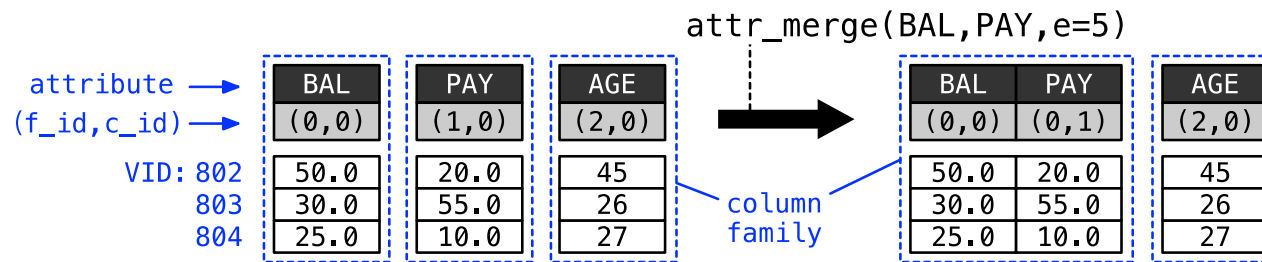 attr_merge(BAL,PAY,e=5)
attribute BAL PAY AGE BAL PAY AGE
(f_id,c_id) (0,0) (1,0) (2,0) (0,0) (0,1) (2,0)
VID: 802 50.0 20.0 45 50.0 20.0 45
803 30.0 55.0 26 column 30.0 55.0 26
804 25.0 10.0 27 family 25.0 10.0 27